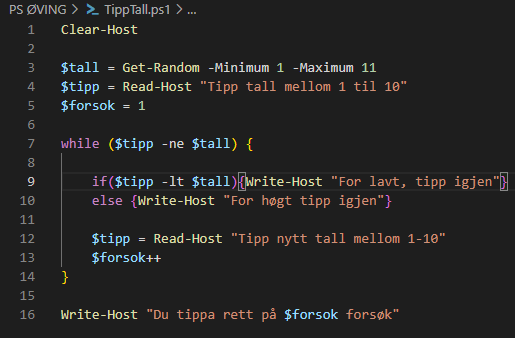 PS ØVING > TippTall.ps1 > ...
1 Clear-Host
2
3 $tall = Get-Random -Minimum 1 -Maximum 11
4 $tipp = Read-Host "Tipp tall mellom 1 til 10"
5 $forsok = 1
6
7 while ($tipp -ne $tall) {
8
9 if($tipp -lt $tall){Write-Host "For lavt, tipp igjen"}
10 else {Write-Host "For høgt tipp igjen"}
11
12 $tipp = Read-Host "Tipp nytt tall mellom 1-10"
13 $forsok++
14 }
15
16 Write-Host "Du tippa rett på $forsok forsøk"